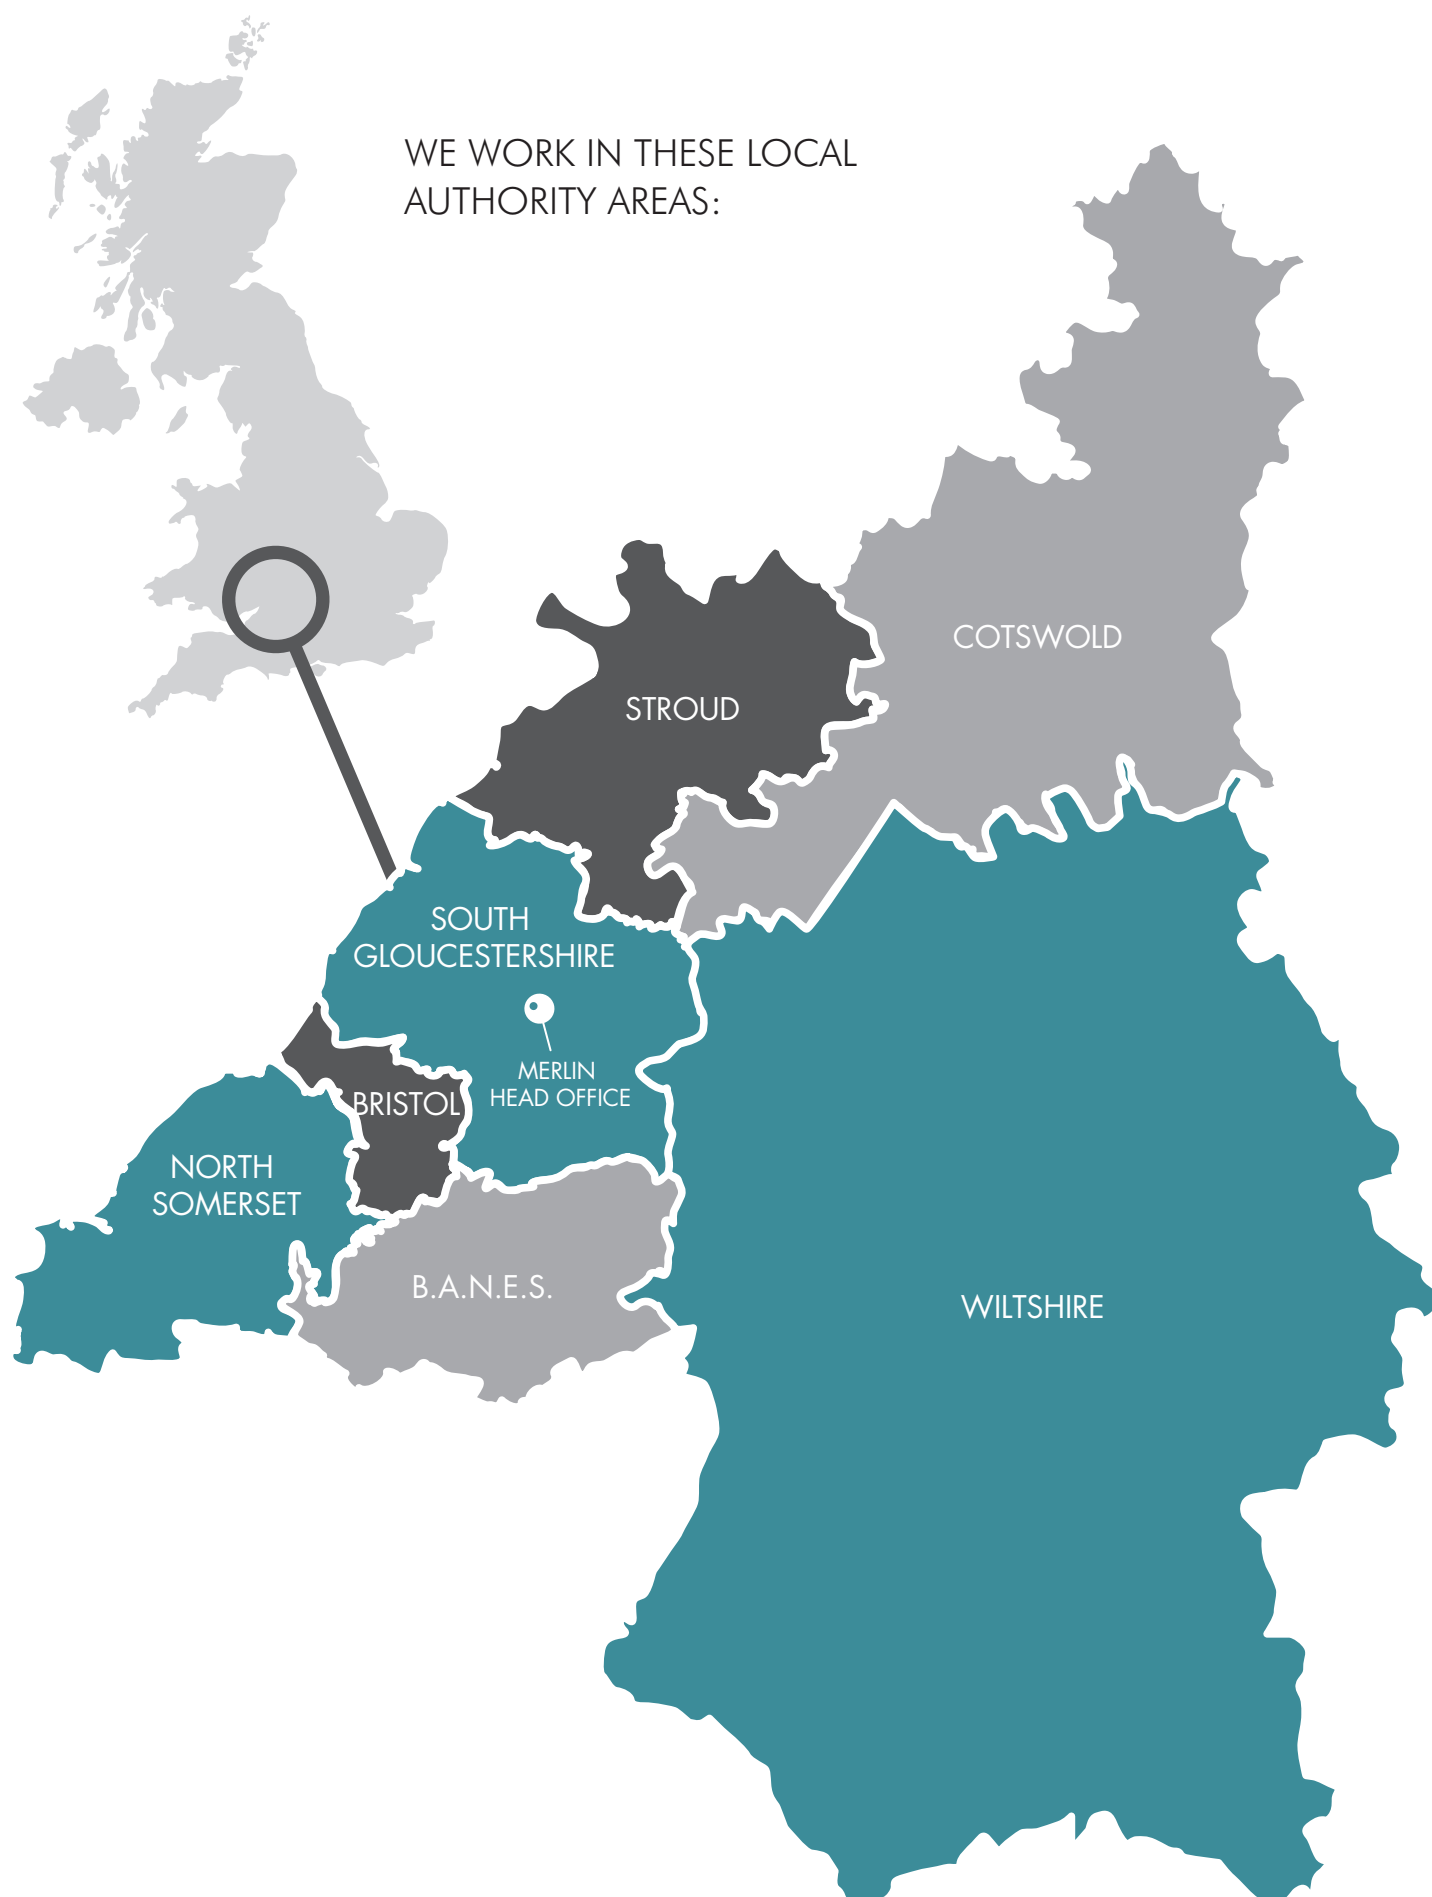 WE WORK IN THESE LOCAL
AUTHORITY AREAS:
COTSWOLD
STROUD
SOUTH
GLOUCESTERSHIRE
MERLIN
HEAD OFFICE
BRISTOL
NORTH
SOMERSET
B.A.N.E.S.
WILTSHIRE